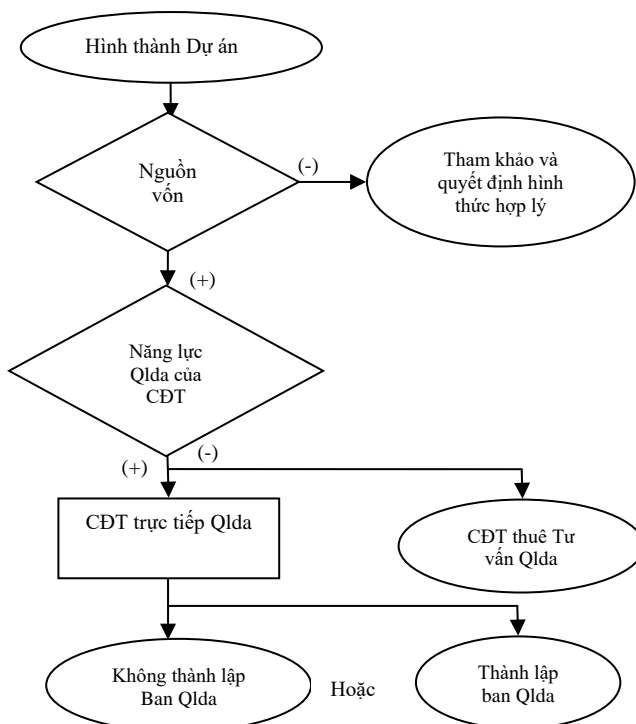 Hình thành Dự án
Nguồn
vốn
(-)
Tham khảo và
quyết định hình
thức hợp lý
(+)
Năng lực
Qlda của
CĐT
(+)
(-)
CĐT trực tiếp Qlda
CĐT thuê Tư
vấn Qlda
Không thành lập
Ban Qlda
Hoặc
Thành lập
ban Qlda